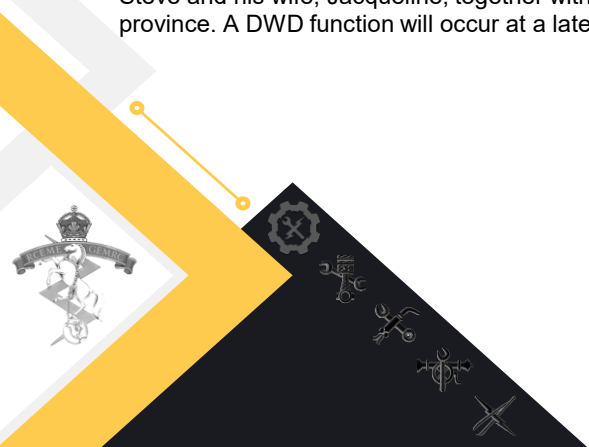 Steve and his wife, Jacqueline, together with
province. A DWD function will occur at a late
RCEME GEMRC